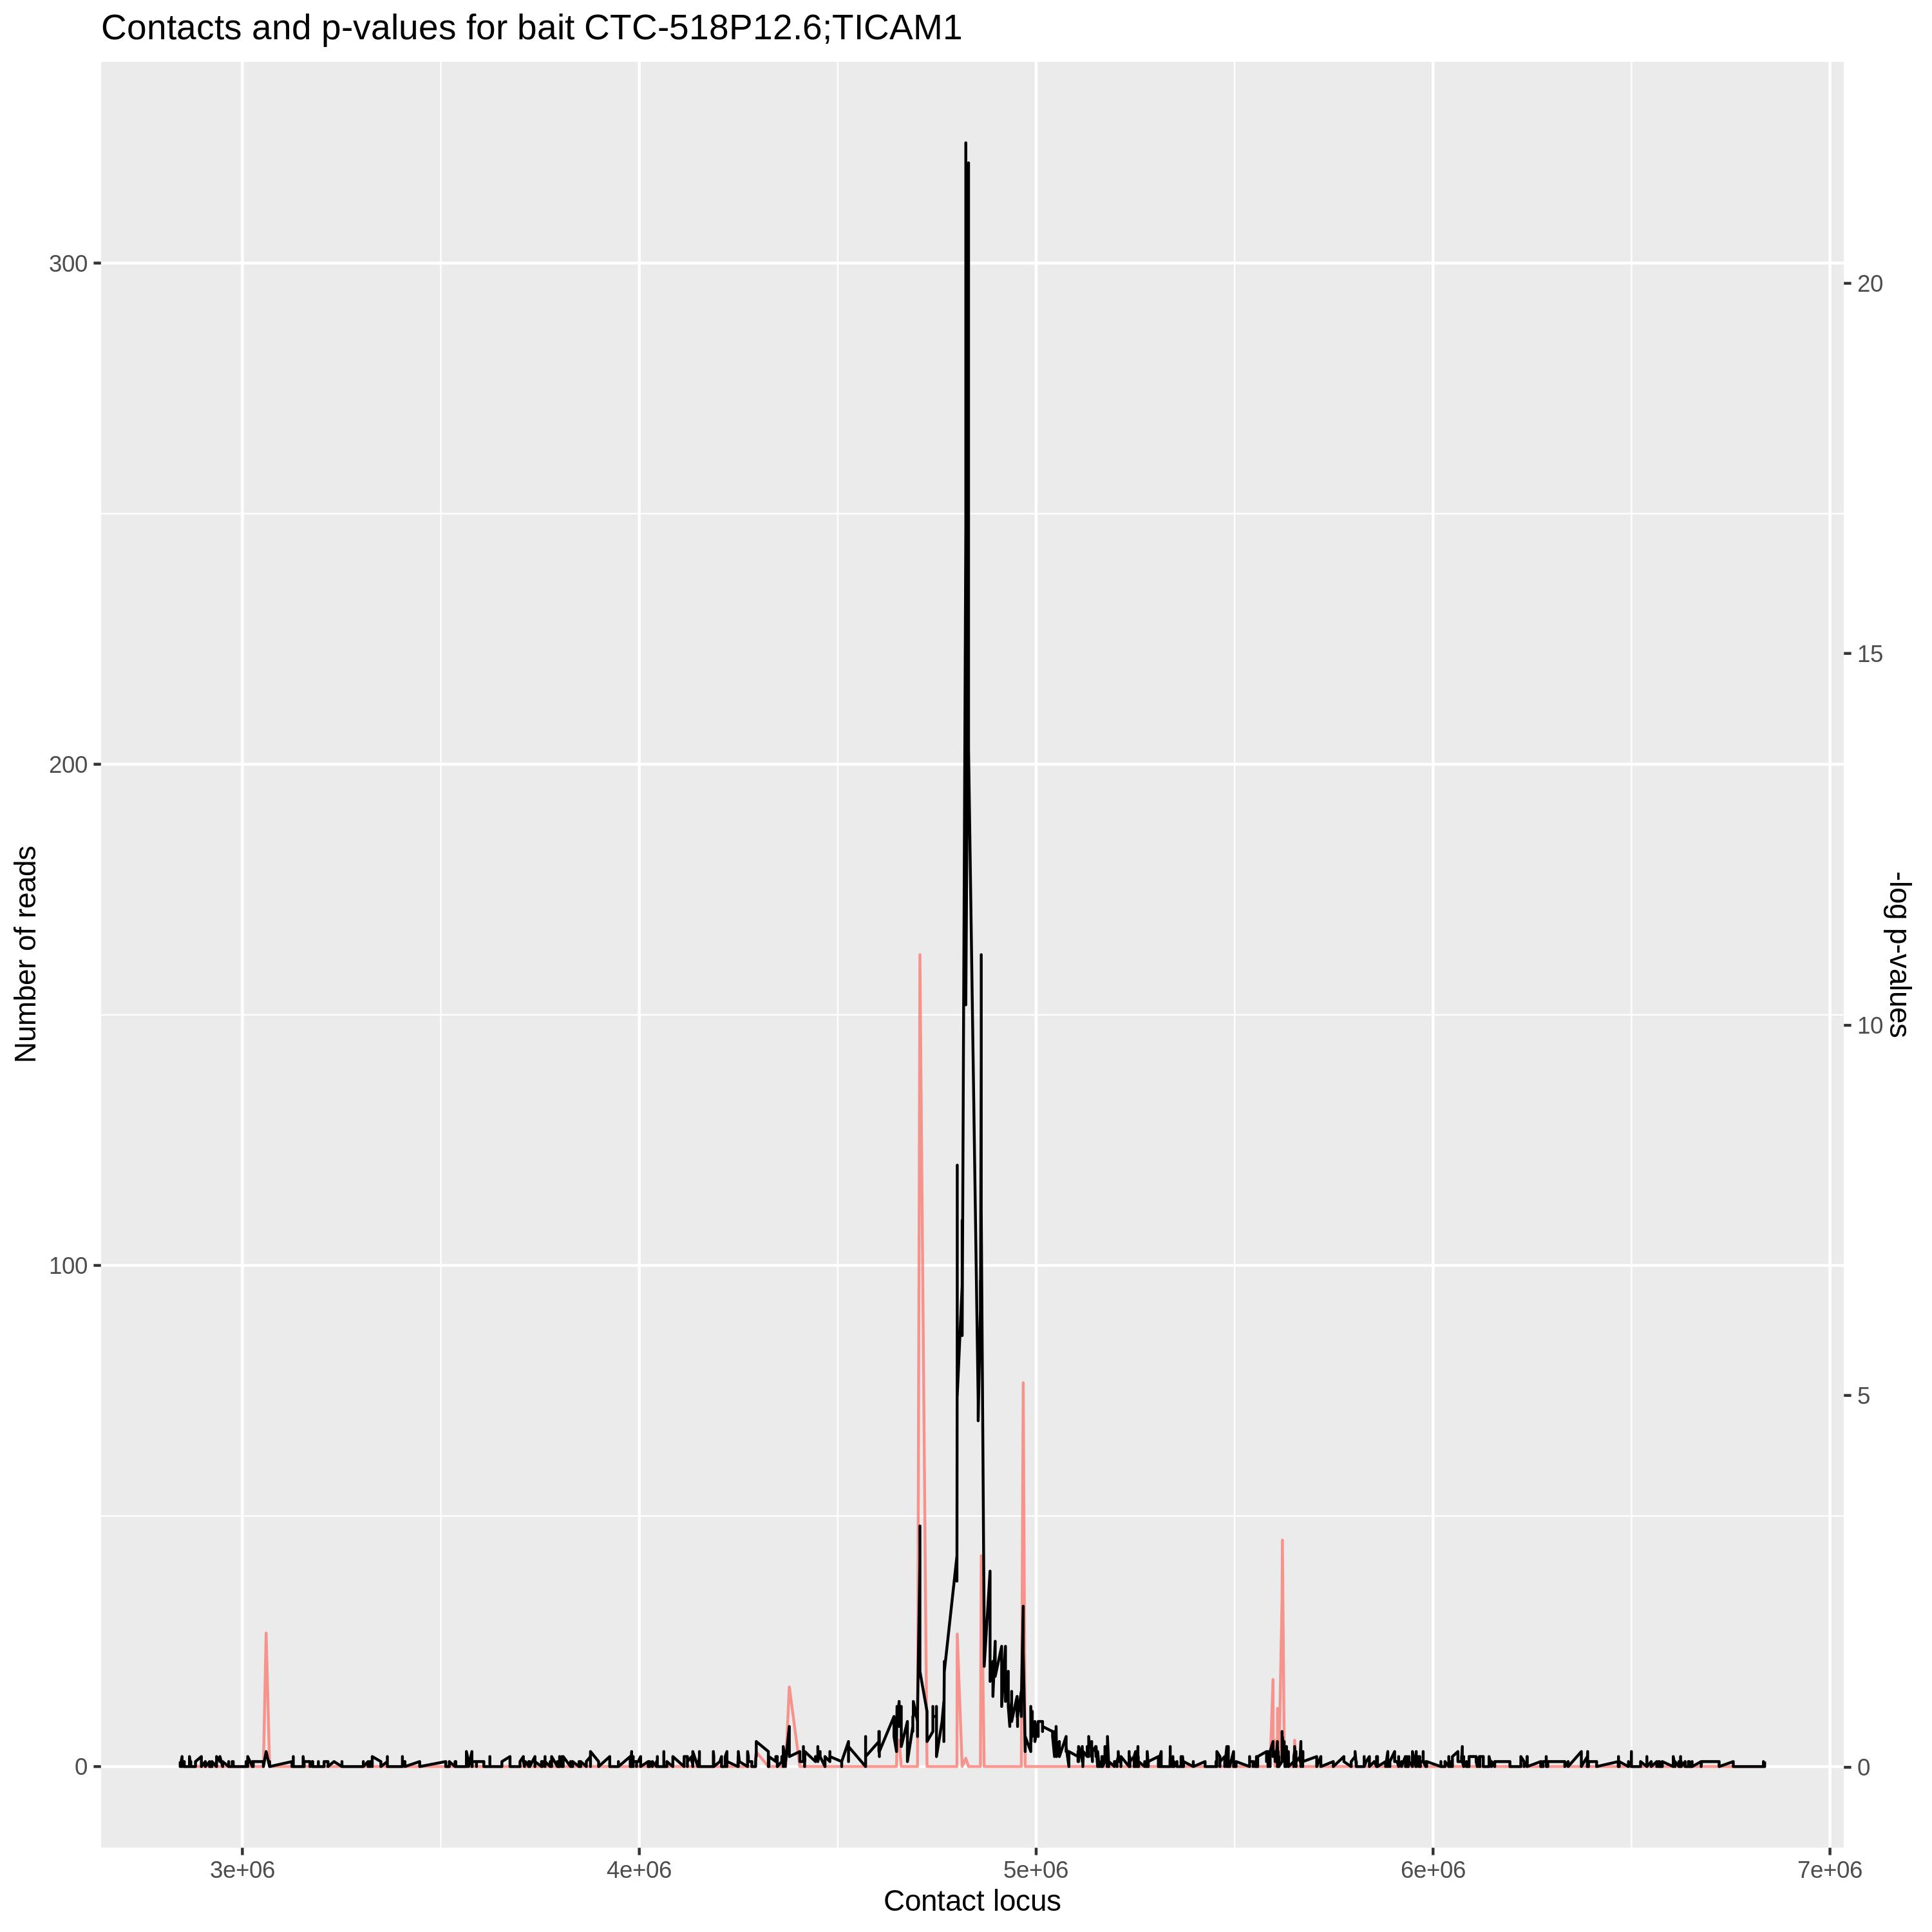 Contacts and p-values for bait CTC-518P12.6;TICAM1
300
200
100
0
Number of reads
20
15
10
5
0
-log p-values
3e+06
4e+06
5e+06
6e+06
7e+06
Contact locus